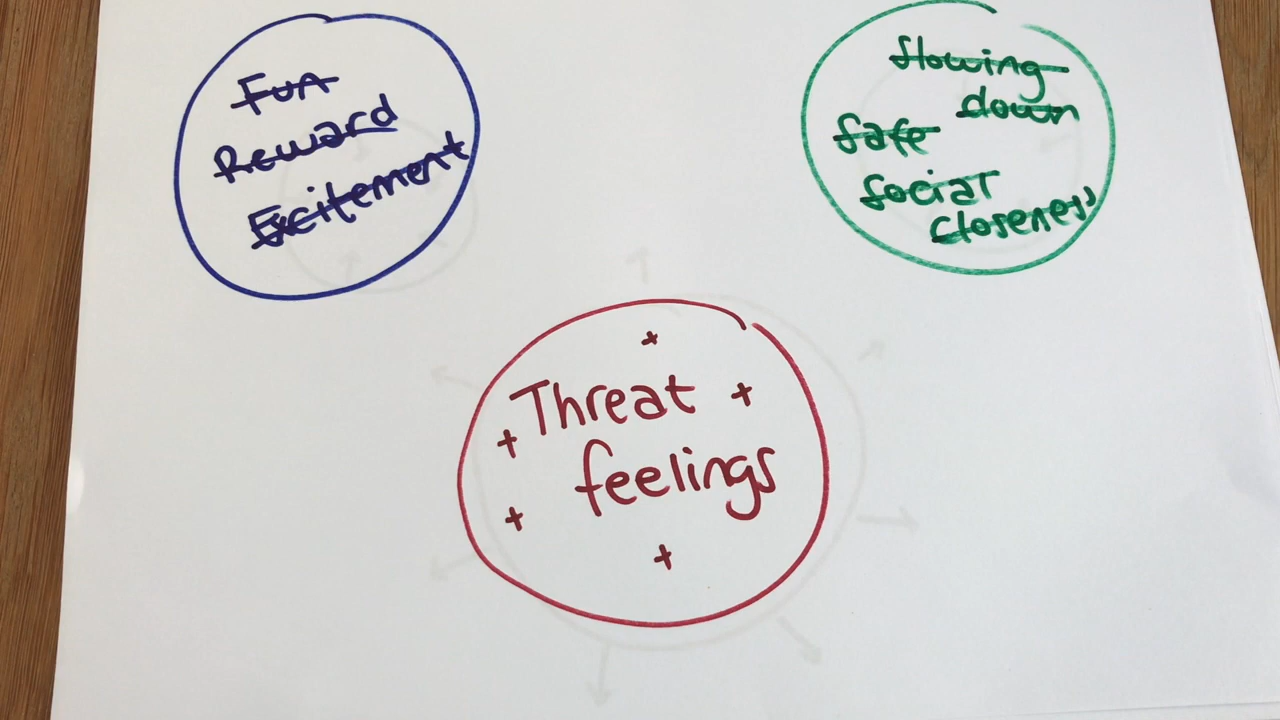 Fun
Reward
Excitement
slowing
down
safe
social
closeness
+
Threat +
+
feelings
+
+